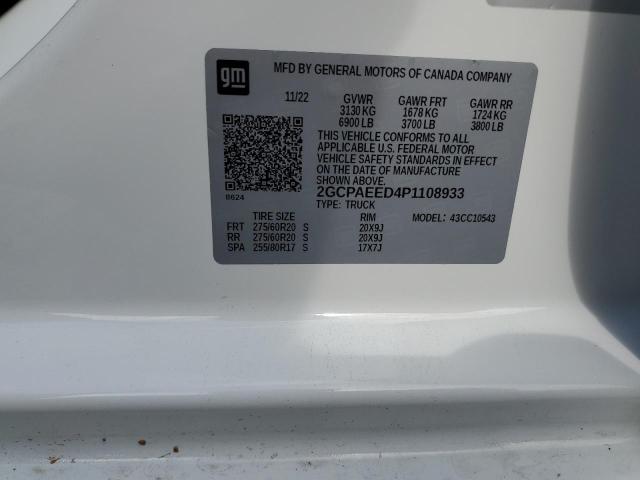 gm
MFD BY GENERAL MOTORS OF CANADA COMPANY
11/22 GVWR GAWR FRT GAWR RR
3130 KG 1678 KG 1724 KG
6900 LB 3700 LB 3800 LB
THIS VEHICLE CONFORMS TO ALL
APPLICABLE U.S. FEDERAL MOTOR
VEHICLE SAFETY STANDARDS IN EFFECT
ON THE DATE OF MANUFACTURE
SHOWN ABOVE.
0624
2GCPAEED4P1108933
TYPE: TRUCK
TIRE SIZE RIM MODEL: 43CC10543
FRT 275/60R20 S 20X9J
RR 275/60R20 S 20X9J
SPA 255/80R17 S 17X7J